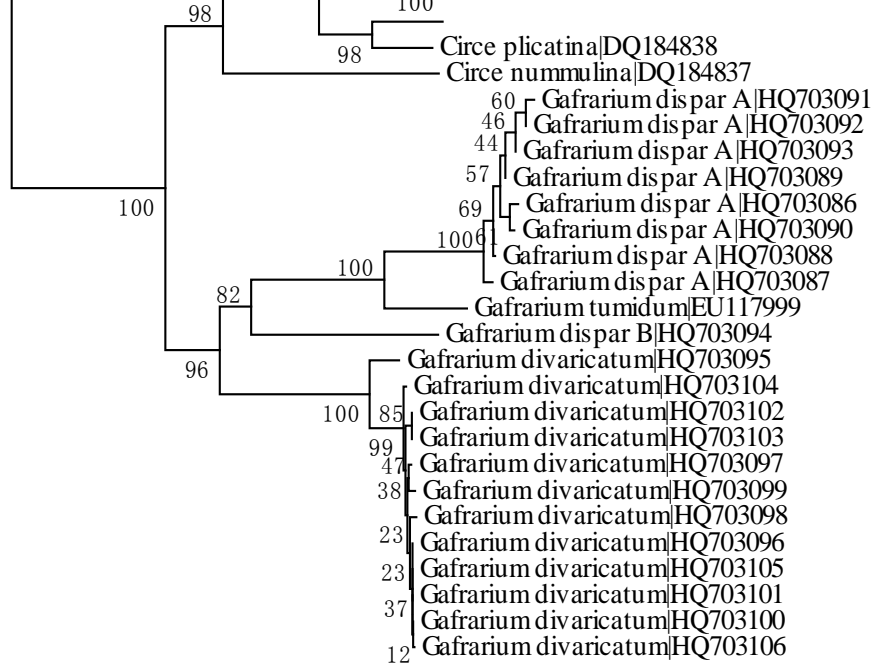 100
98
98
Circe plicatina|DQ184838
Circe nummulina|DQ184837
60
Gafrarium dispar A|HQ703091
46
Gafrarium dispar A|HQ703092
44
Gafrarium dispar A|HQ703093
57
Gafrarium dispar A|HQ703089
100
69
Gafrarium dispar A|HQ703086
Gafrarium dispar A|HQ703090
100
61
Gafrarium dispar A|HQ703088
100
Gafrarium dispar A|HQ703087
82
Gafrarium tumidum|EU117999
Gafrarium dispar B|HQ703094
96
Gafrarium divaricatum|HQ703095
Gafrarium divaricatum|HQ703104
100
85
Gafrarium divaricatum|HQ703102
Gafrarium divaricatum|HQ703103
99
47
Gafrarium divaricatum|HQ703097
38
Gafrarium divaricatum|HQ703099
Gafrarium divaricatum|HQ703098
23
Gafrarium divaricatum|HQ703096
23
Gafrarium divaricatum|HQ703105
Gafrarium divaricatum|HQ703101
37
Gafrarium divaricatum|HQ703100
12
Gafrarium divaricatum|HQ703106